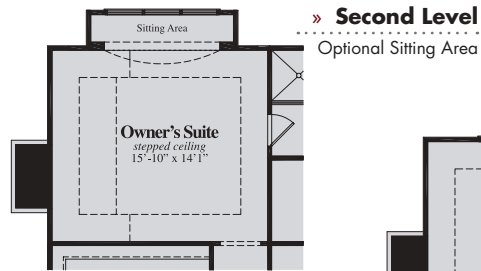 » Second Level
Optional Sitting Area
Sitting Area
Owner's Suite
stepped ceiling
15'-10" x 14'1"